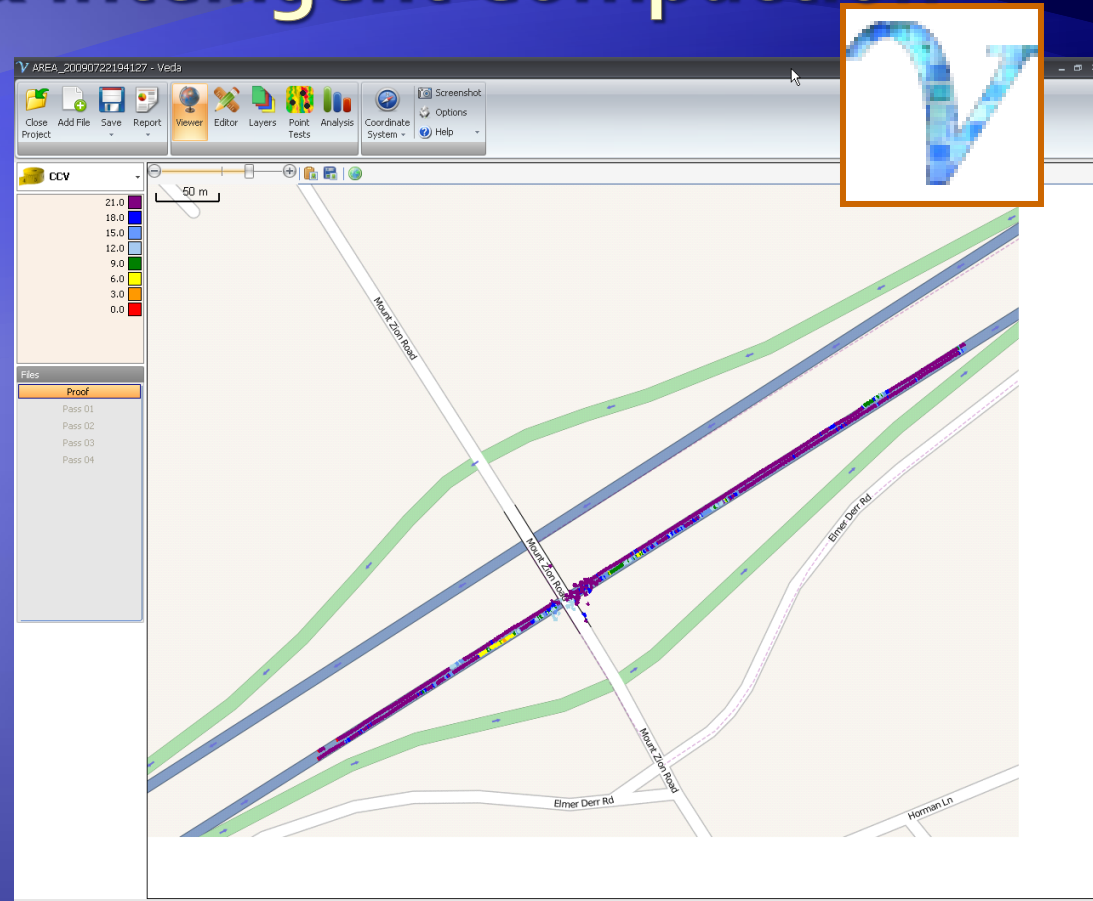 Intelligent Compaction
AREA_20090722194127 - Veda
Close Project
Add File
Save
Report
Viewer
Editor
Layers
Point Tests
Analysis
Coordinate System
Screenshot
Options
Help
CCV
50 m
21.0
18.0
15.0
12.0
9.0
6.0
3.0
0.0
Files
Proof
Pass 01
Pass 02
Pass 03
Pass 04
Mount Zion Road
Mount Zion Road
Mount Zion Road
Elmer Derr Rd
Elmer Derr Rd
Horman Ln